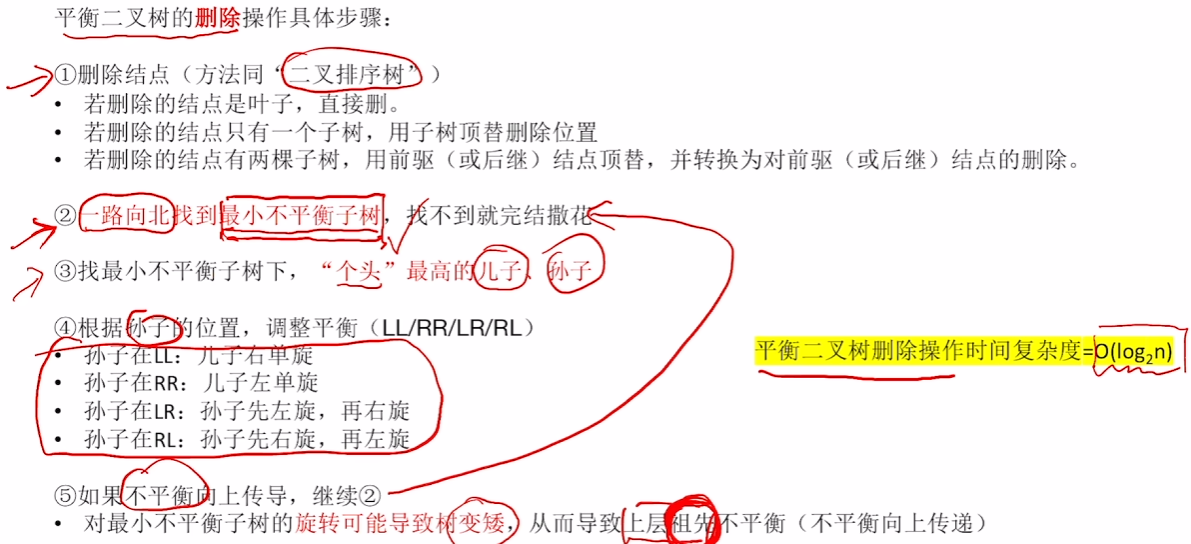 平衡二叉树的删除操作具体步骤：
①删除结点（方法同“二叉排序树”）
• 若删除的结点是叶子，直接删。
• 若删除的结点只有一个子树，用子树顶替删除位置
• 若删除的结点有两棵子树，用前驱（或后继）结点顶替，并转换为对前驱（或后继）结点的删除。
②一路向北找到最小不平衡子树，找不到就完结撒花
③找最小不平衡子树下，“个头”最高的儿子、孙子
④根据孙子的位置，调整平衡（LL/RR/LR/RL）
• 孙子在LL：儿子右单旋
• 孙子在RR：儿子左单旋
• 孙子在LR：孙子先左旋，再右旋
• 孙子在RL：孙子先右旋，再左旋
平衡二叉树删除操作时间复杂度=O(log₂n)
⑤如果不平衡向上传导，继续②
• 对最小不平衡子树的旋转可能导致树变矮，从而导致上层祖先不平衡（不平衡向上传递）